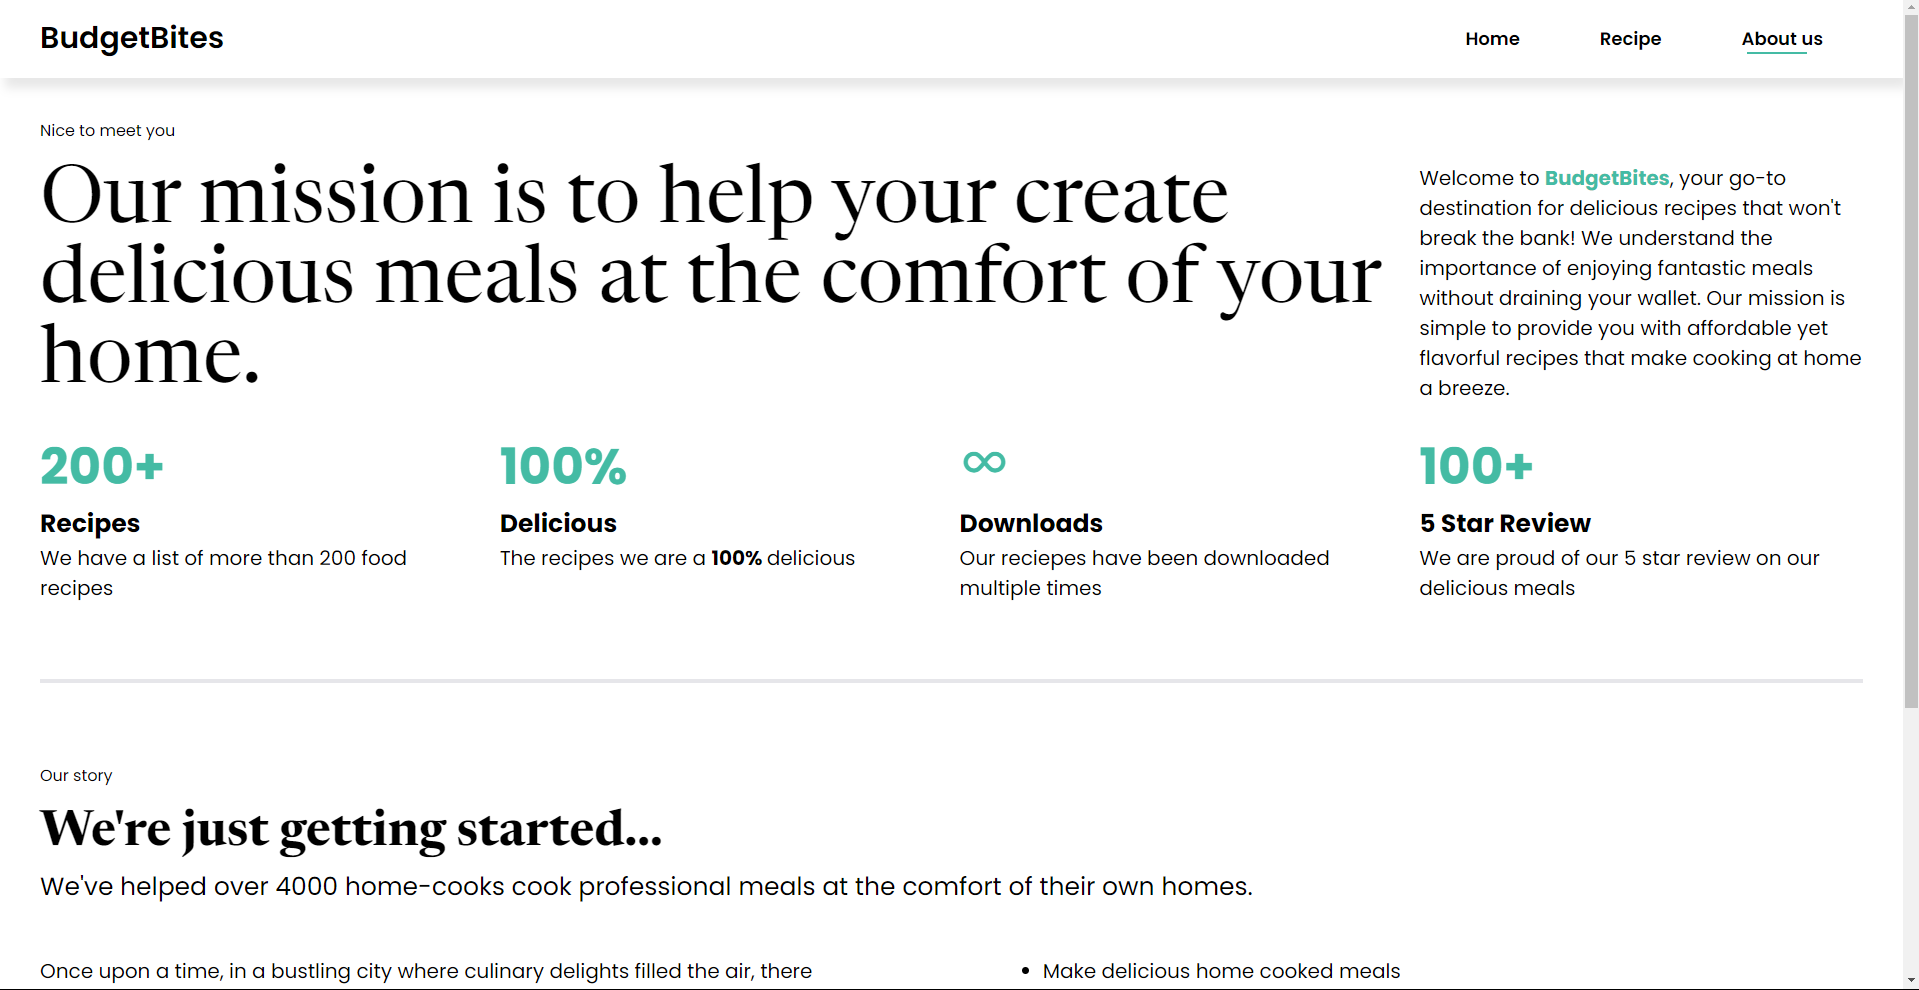 BudgetBites
Home
Recipe
About us
Nice to meet you
Our mission is to help your create
delicious meals at the comfort of your
home.
Welcome to BudgetBites, your go-to
destination for delicious recipes that won't
break the bank! We understand the
importance of enjoying fantastic meals
without draining your wallet. Our mission is
simple to provide you with affordable yet
flavorful recipes that make cooking at home
a breeze.
200+
Recipes
We have a list of more than 200 food
recipes
100%
Delicious
The recipes we are a 100% delicious
∞
Downloads
Our reciepes have been downloaded
multiple times
100+
5 Star Review
We are proud of our 5 star review on our
delicious meals
Our story
We're just getting started...
We've helped over 4000 home-cooks cook professional meals at the comfort of their own homes.
Once upon a time, in a bustling city where culinary delights filled the air, there
• Make delicious home cooked meals